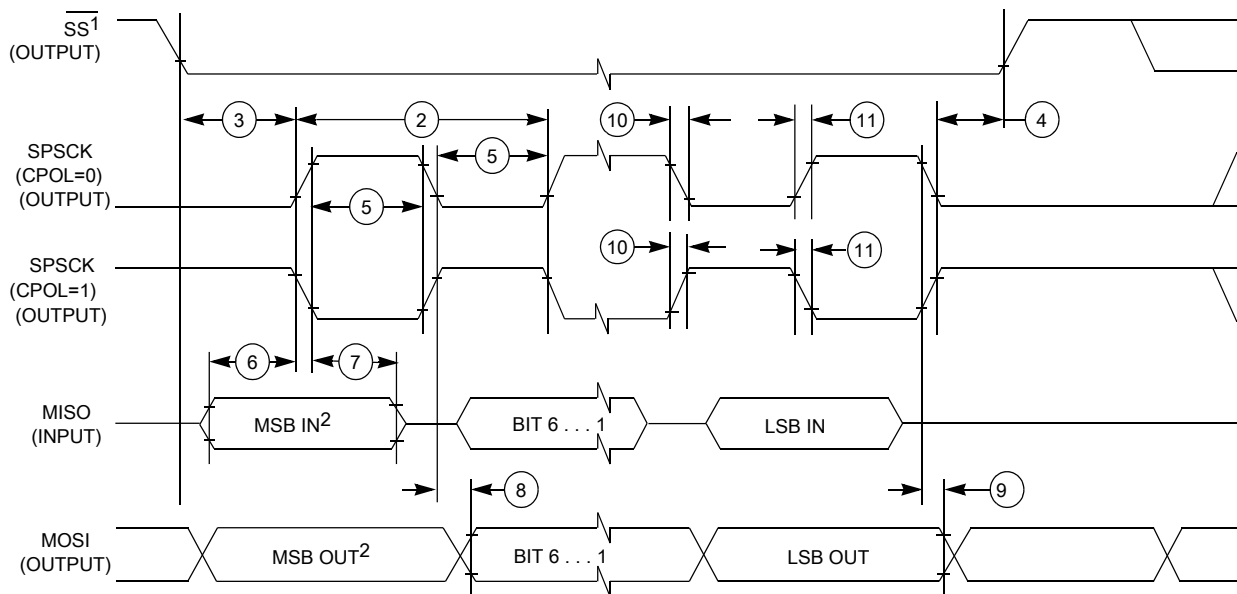 SS¹
(OUTPUT)
3
2
10
11
4
SPSCK
(CPOL=0)
(OUTPUT)
5
5
10
11
SPSCK
(CPOL=1)
(OUTPUT)
6
7
MISO
(INPUT)
MSB IN²
BIT 6 . . . 1
LSB IN
8
9
MOSI
(OUTPUT)
MSB OUT²
BIT 6 . . . 1
LSB OUT